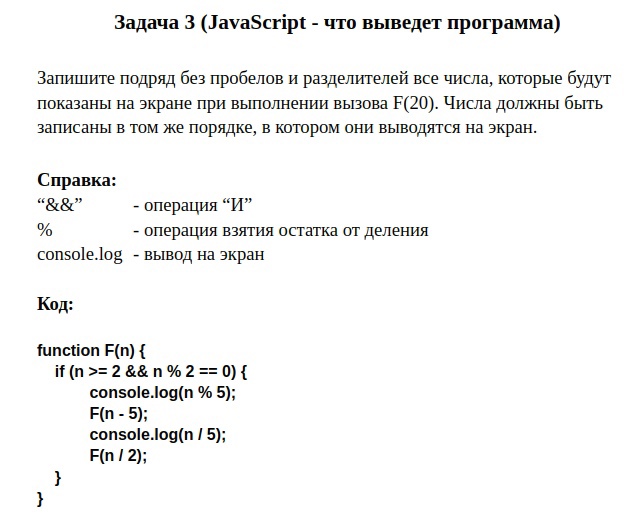 Задача 3 (JavaScript - что выведет программа)
Запишите подряд без пробелов и разделителей все числа, которые будут
показаны на экране при выполнении вызова F(20). Числа должны быть
записаны в том же порядке, в котором они выводятся на экран.
Справка:
“&&” - операция “И”
% - операция взятия остатка от деления
console.log - вывод на экран
Код:
function F(n) {
if (n >= 2 && n % 2 == 0) {
console.log(n % 5);
F(n - 5);
console.log(n / 5);
F(n / 2);
}
}